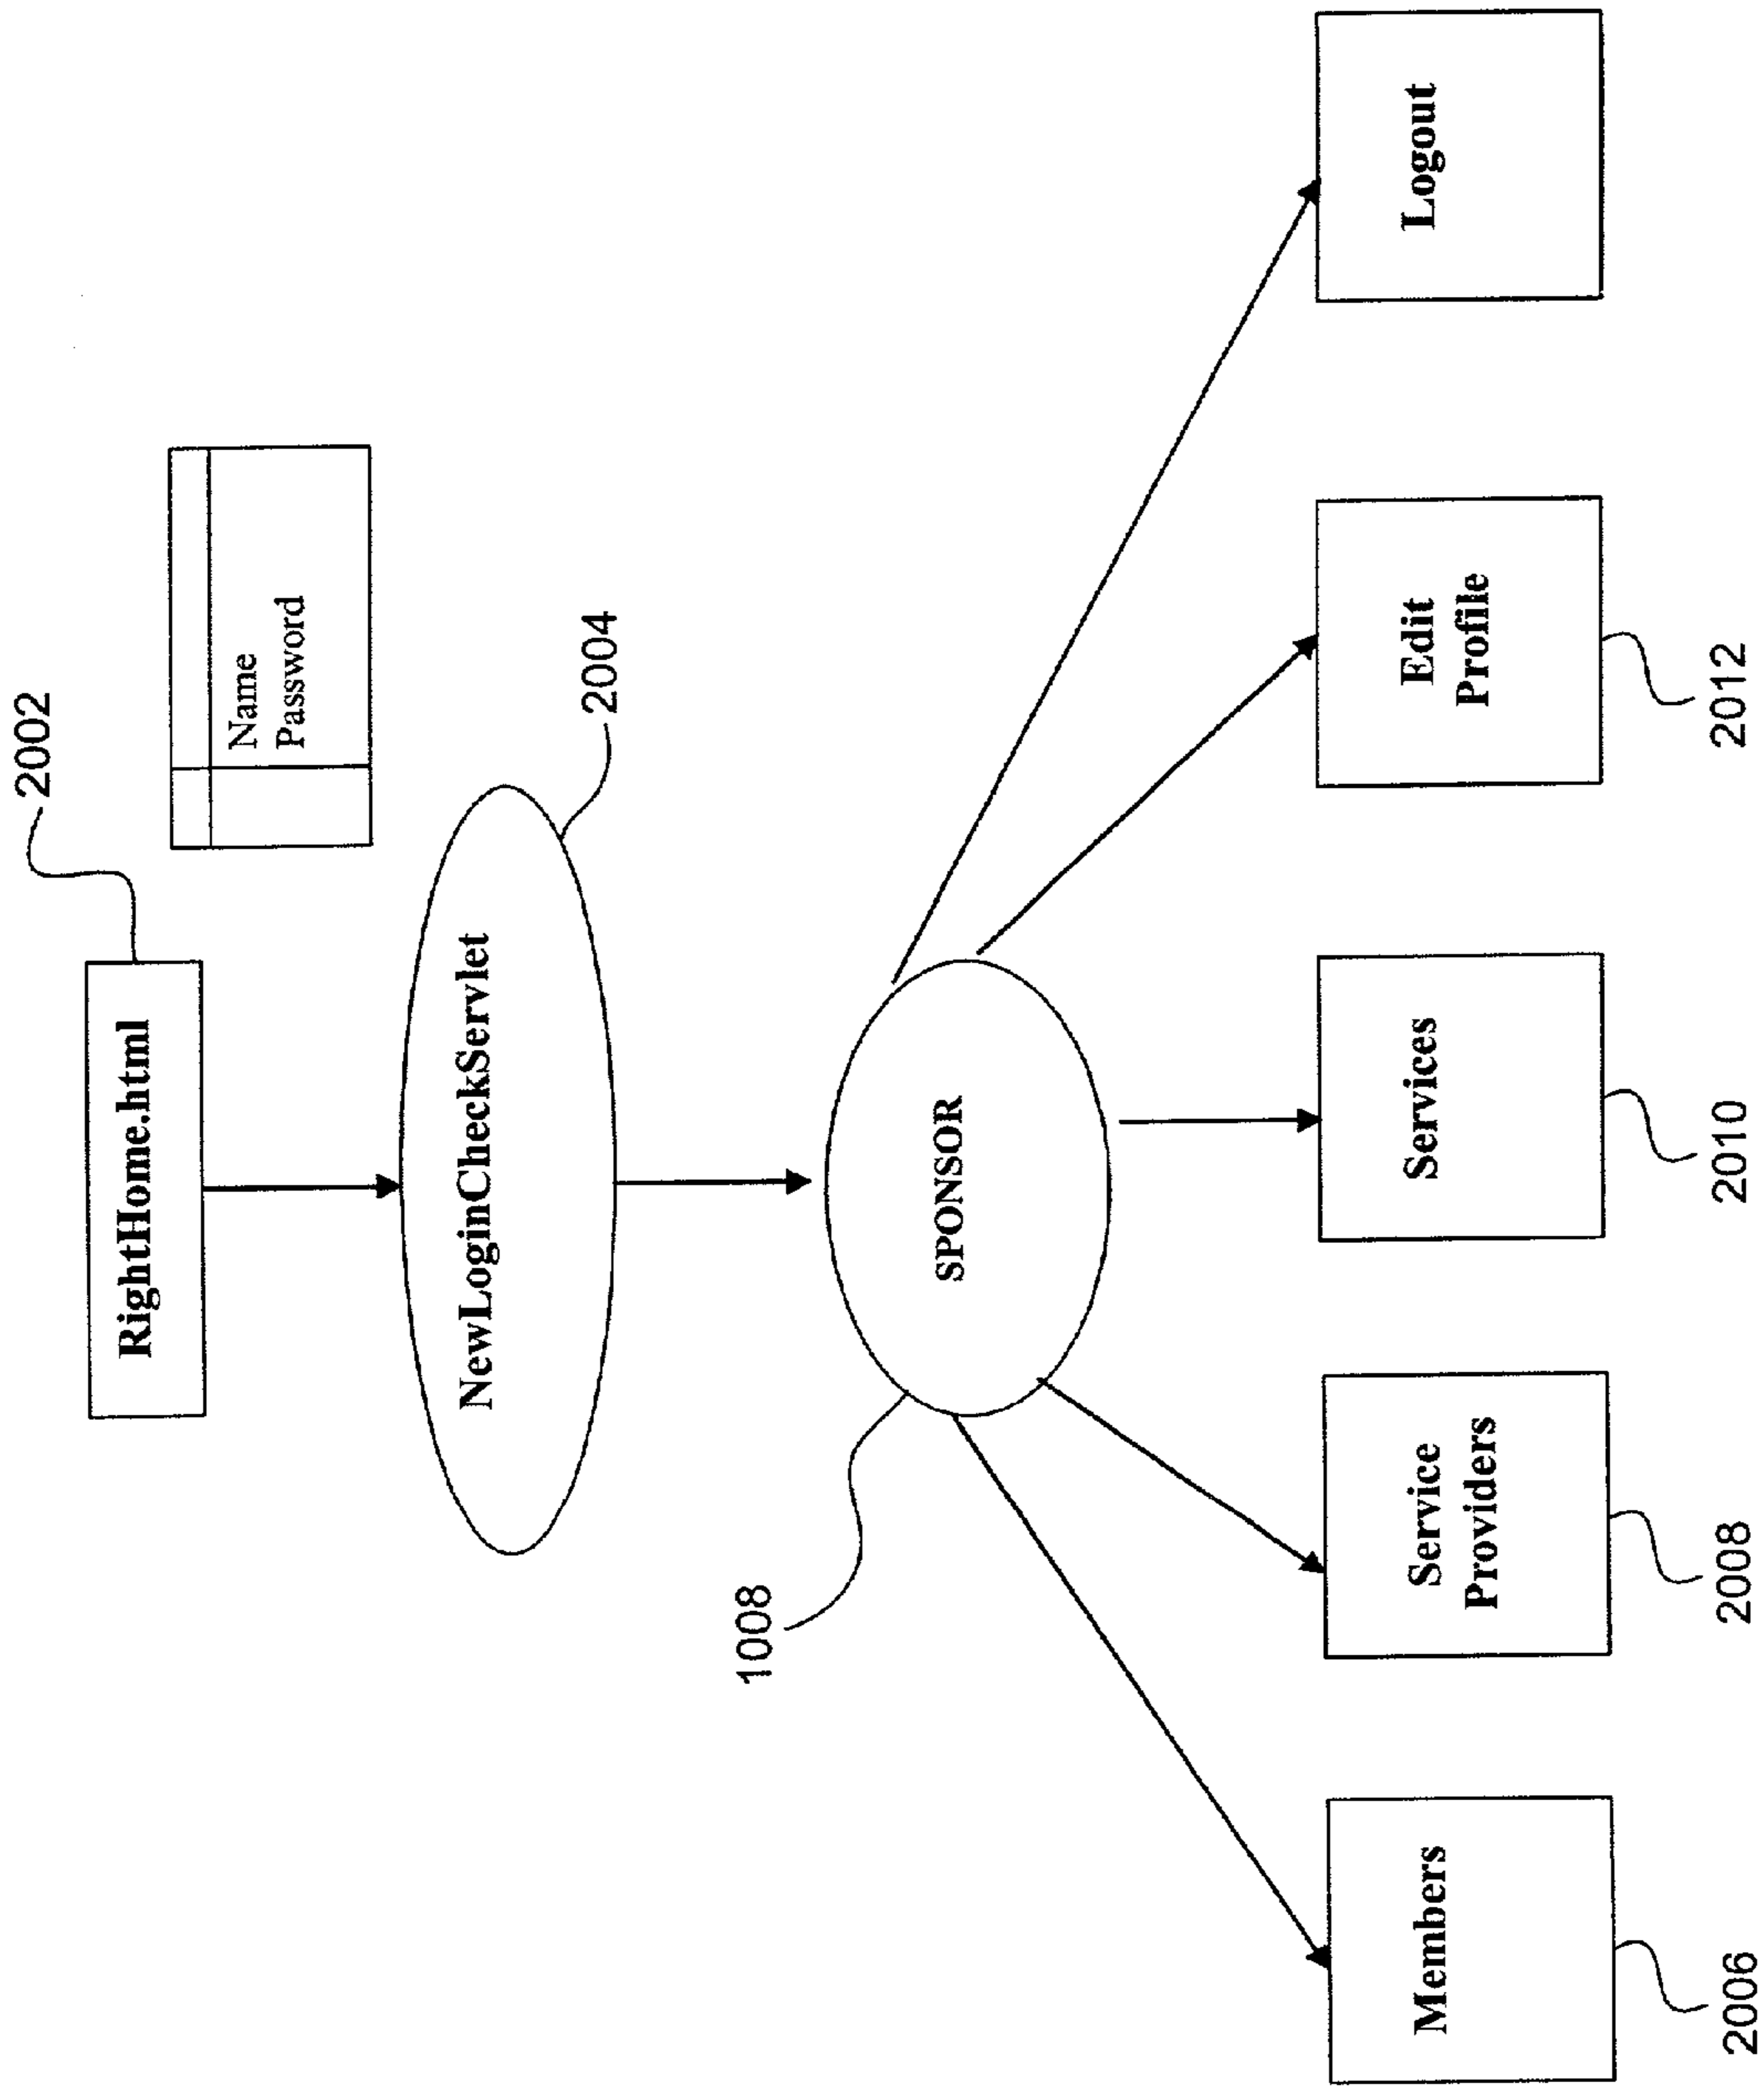 2002
RightHome.html
Name
Password
NewLoginCheckServlet
2004
SPONSOR
1008
Members
Service
Providers
Services
Edit
Profile
Logout
2006
2008
2010
2012